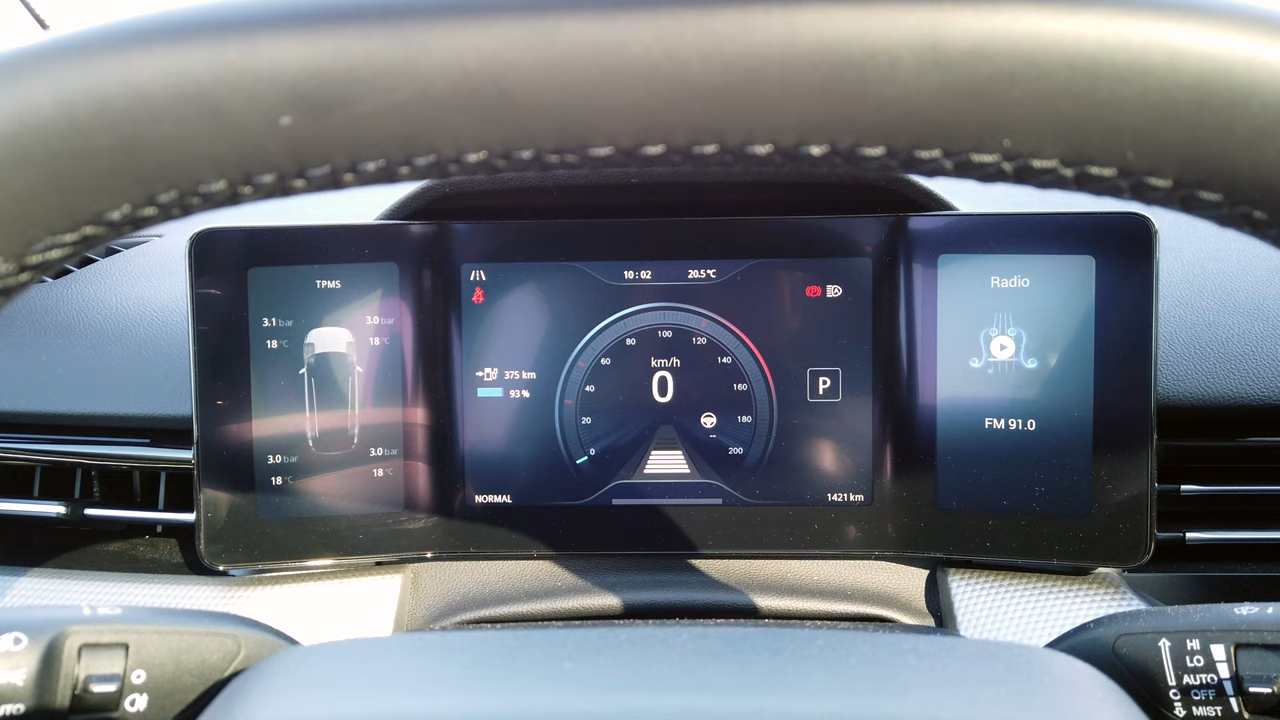 TPMS
3.1 bar
3.0 bar
18 °C
18 °C
3.0 bar
3.0 bar
18 °C
18 °C
10 : 02
20.5 °C
375 km
93 %
0
20
40
60
80
100
120
140
160
180
200
km/h
0
--
P
NORMAL
1421 km
Radio
FM 91.0
HI
LO
AUTO
OFF
MIST